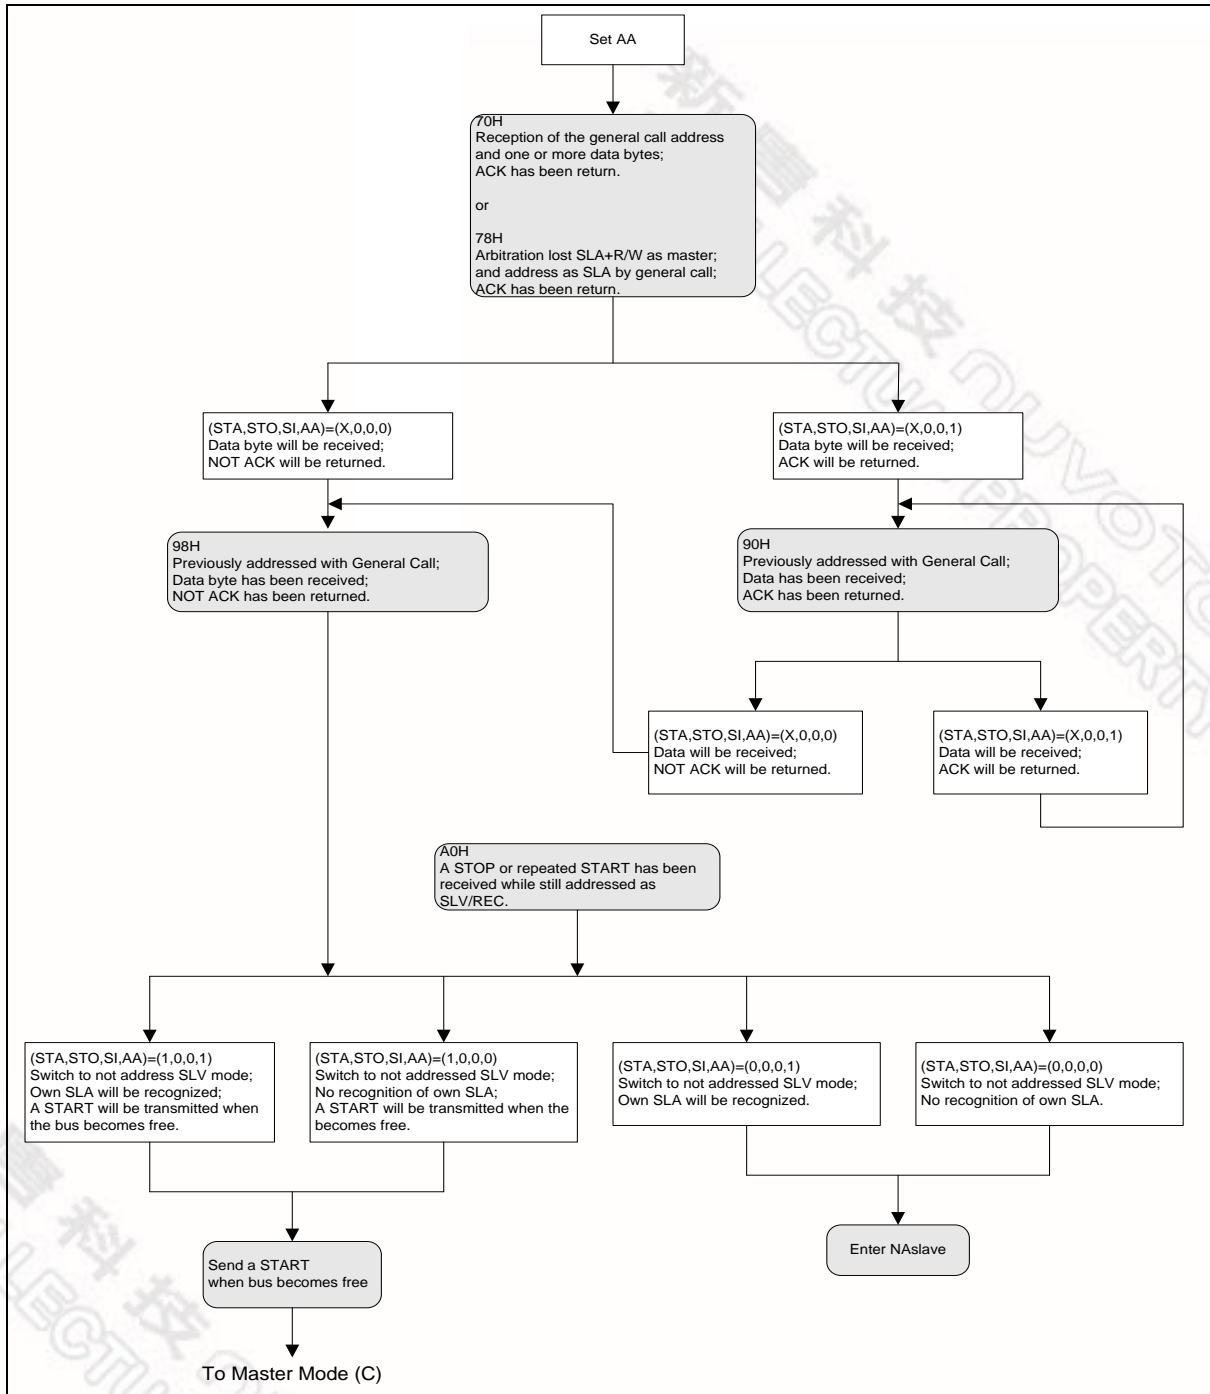 Set AA
70H
Reception of the general call address
and one or more data bytes;
ACK has been return.
or
78H
Arbitration lost SLA+R/W as master;
and address as SLA by general call;
ACK has been return.
(STA,STO,SI,AA)=(X,0,0,0)
Data byte will be received;
NOT ACK will be returned.
(STA,STO,SI,AA)=(X,0,0,1)
Data byte will be received;
ACK will be returned.
98H
Previously addressed with General Call;
Data byte has been received;
NOT ACK has been returned.
90H
Previously addressed with General Call;
Data has been received;
ACK has been returned.
(STA,STO,SI,AA)=(X,0,0,0)
Data will be received;
NOT ACK will be returned.
(STA,STO,SI,AA)=(X,0,0,1)
Data will be received;
ACK will be returned.
A0H
A STOP or repeated START has been
received while still addressed as
SLV/REC.
(STA,STO,SI,AA)=(1,0,0,1)
Switch to not address SLV mode;
Own SLA will be recognized;
A START will be transmitted when
the bus becomes free.
(STA,STO,SI,AA)=(1,0,0,0)
Switch to not addressed SLV mode;
No recognition of own SLA;
A START will be transmitted when the
becomes free.
(STA,STO,SI,AA)=(0,0,0,1)
Switch to not addressed SLV mode;
Own SLA will be recognized.
(STA,STO,SI,AA)=(0,0,0,0)
Switch to not addressed SLV mode;
No recognition of own SLA.
Send a START
when bus becomes free
Enter NAslave
To Master Mode (C)